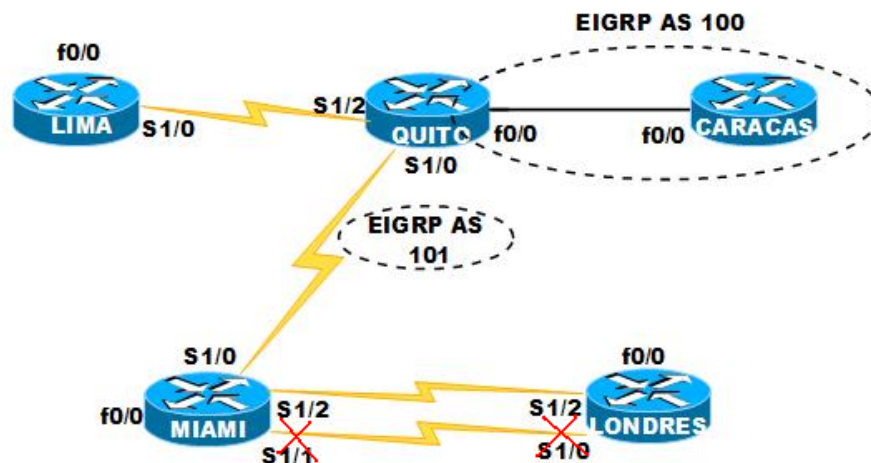 EIGRP AS 100
f0/0
LIMA
S1/0
S1/2
QUITO
f0/0
S1/0
f0/0
CARACAS
EIGRP AS
101
S1/0
f0/0
MIAMI
S1/2
S1/1
f0/0
S1/2
S1/0
LONDRES